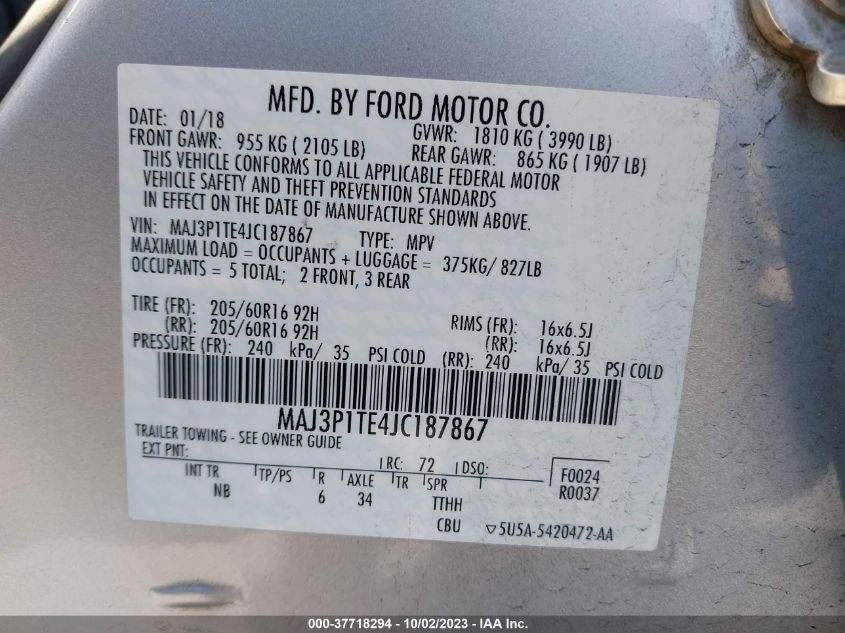 MFD. BY FORD MOTOR CO.
DATE: 01/18 GVWR: 1810 KG ( 3990 LB)
FRONT GAWR: 955 KG ( 2105 LB) REAR GAWR: 865 KG ( 1907 LB)
THIS VEHICLE CONFORMS TO ALL APPLICABLE FEDERAL MOTOR
VEHICLE SAFETY AND THEFT PREVENTION STANDARDS
IN EFFECT ON THE DATE OF MANUFACTURE SHOWN ABOVE.
VIN: MAJ3P1TE4JC187867 TYPE: MPV
MAXIMUM LOAD = OCCUPANTS + LUGGAGE = 375KG/ 827LB
OCCUPANTS = 5 TOTAL; 2 FRONT, 3 REAR
TIRE (FR): 205/60R16 92H RIMS (FR): 16x6.5J
(RR): 205/60R16 92H (RR): 16x6.5J
PRESSURE (FR): 240 kPa/ 35 PSI COLD (RR): 240 kPa/ 35 PSI COLD
MAJ3P1TE4JC187867
TRAILER TOWING - SEE OWNER GUIDE
EXT PNT: RC: 72 DSO: F0024
INT TR TP/PS R AXLE TR SPR R0037
NB 6 34 TTHH
CBU ▽5U5A-5420472-AA
000-37718294 - 10/02/2023 - IAA Inc.